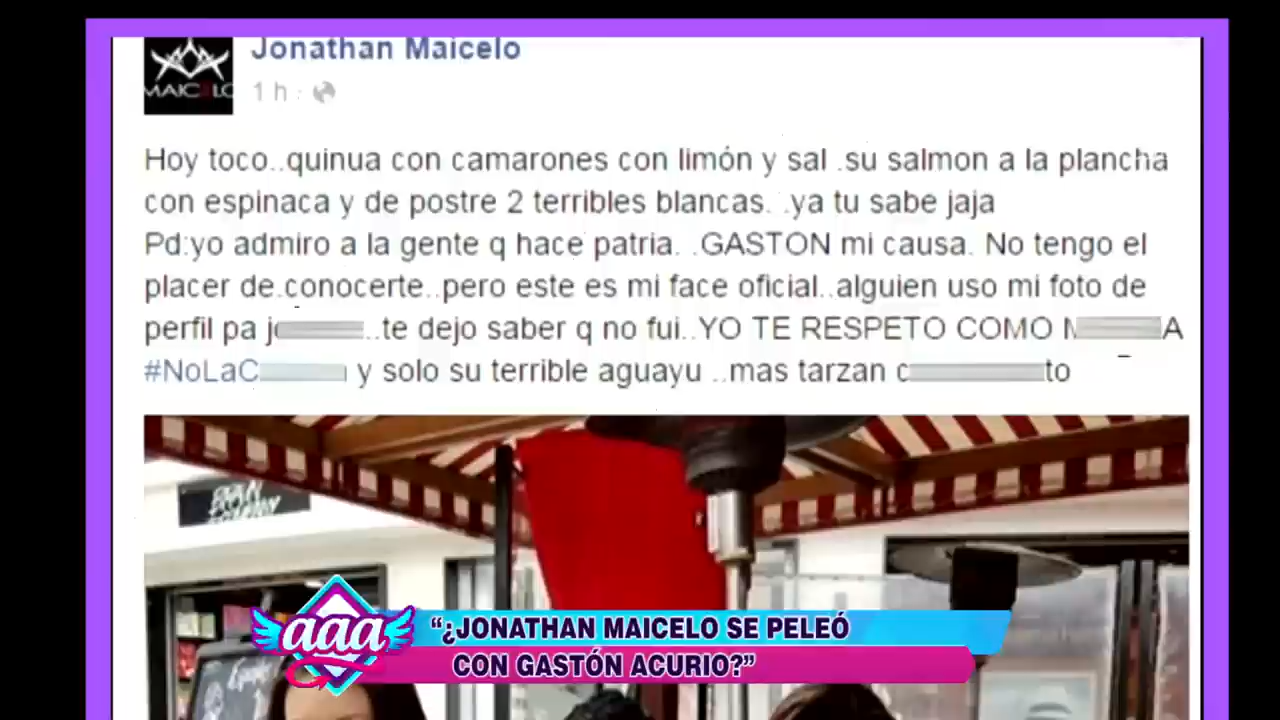 Jonathan Maicelo
MAICELO
1 h
Hoy toco..quinua con camarones con limón y sal .su salmon a la plancha
con espinaca y de postre 2 terribles blancas. .ya tu sabe jaja
Pd:yo admiro a la gente q hace patria. .GASTON mi causa. No tengo el
placer de.conocerte..pero este es mi face oficial..alguien uso mi foto de
perfil pa j ..te dejo saber q no fui..YO TE RESPETO COMO M A
#NoLaC y solo su terrible aguayu ..mas tarzan c to
aaa
"¿JONATHAN MAICELO SE PELEÓ
CON GASTÓN ACURIO?"